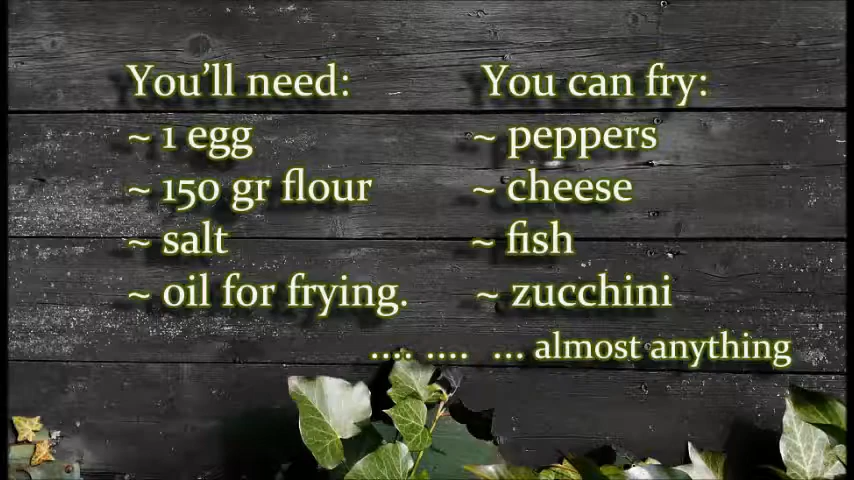 You'll need:
~ 1 egg
~ 150 gr flour
~ salt
~ oil for frying.
You can fry:
~ peppers
~ cheese
~ fish
~ zucchini
.... .... ... almost anything